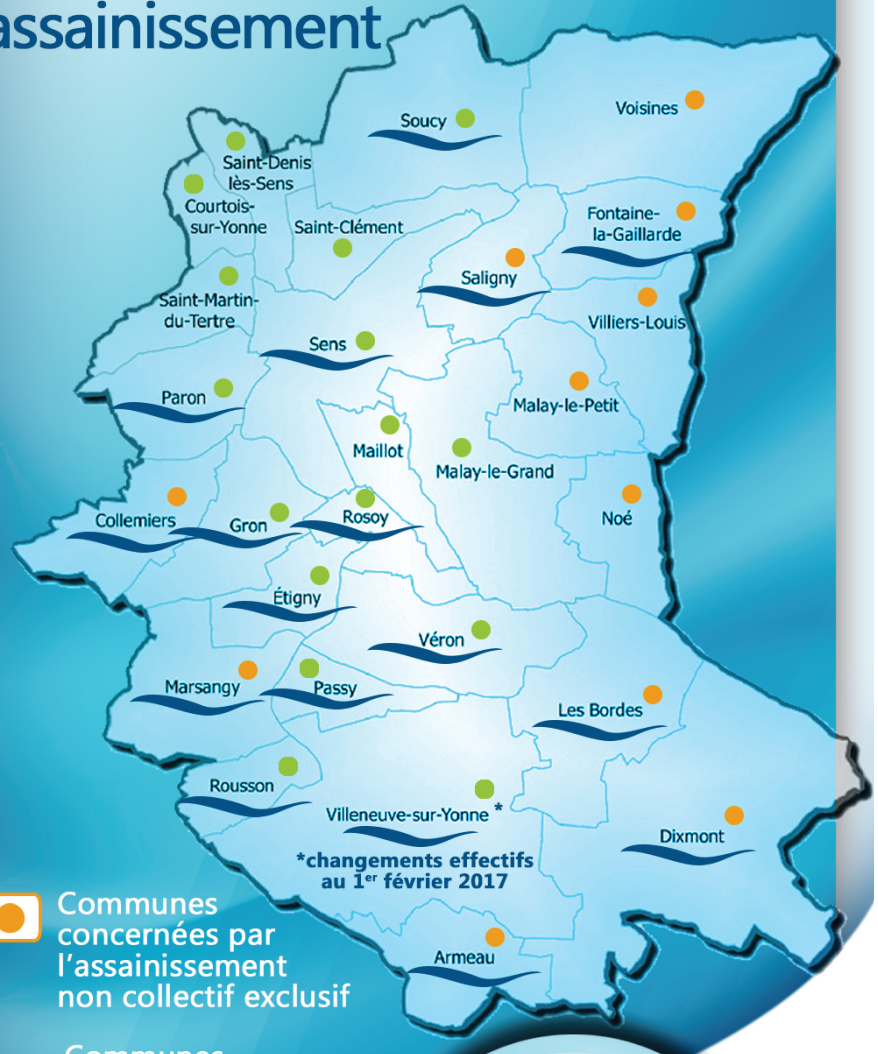 assainissement
Soucy
Voisines
Saint-Denis
lès-Sens
Courtois-
sur-Yonne
Saint-Clément
Fontaine-
la-Gaillarde
Saligny
Saint-Martin-
du-Tertre
Villiers-Louis
Sens
Paron
Malay-le-Petit
Maillot
Malay-le-Grand
Collemiers
Gron
Rosoy
Noé
Étigny
Véron
Marsangy
Passy
Les Bordes
Rousson
Villeneuve-sur-Yonne *
*changements effectifs
au 1er février 2017
Dixmont
Armeau
Communes
concernées par
l'assainissement
non collectif exclusif
Communes